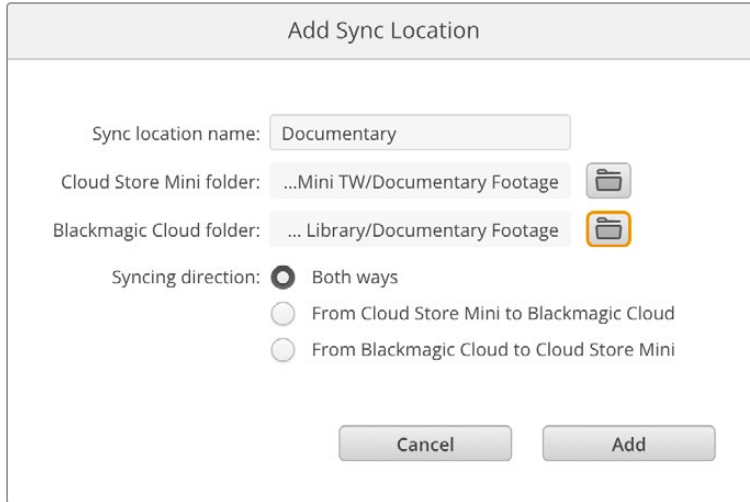 Add Sync Location
Sync location name: Documentary
Cloud Store Mini folder: ...Mini TW/Documentary Footage
Blackmagic Cloud folder: ... Library/Documentary Footage
Syncing direction: Both ways
From Cloud Store Mini to Blackmagic Cloud
From Blackmagic Cloud to Cloud Store Mini
Cancel Add